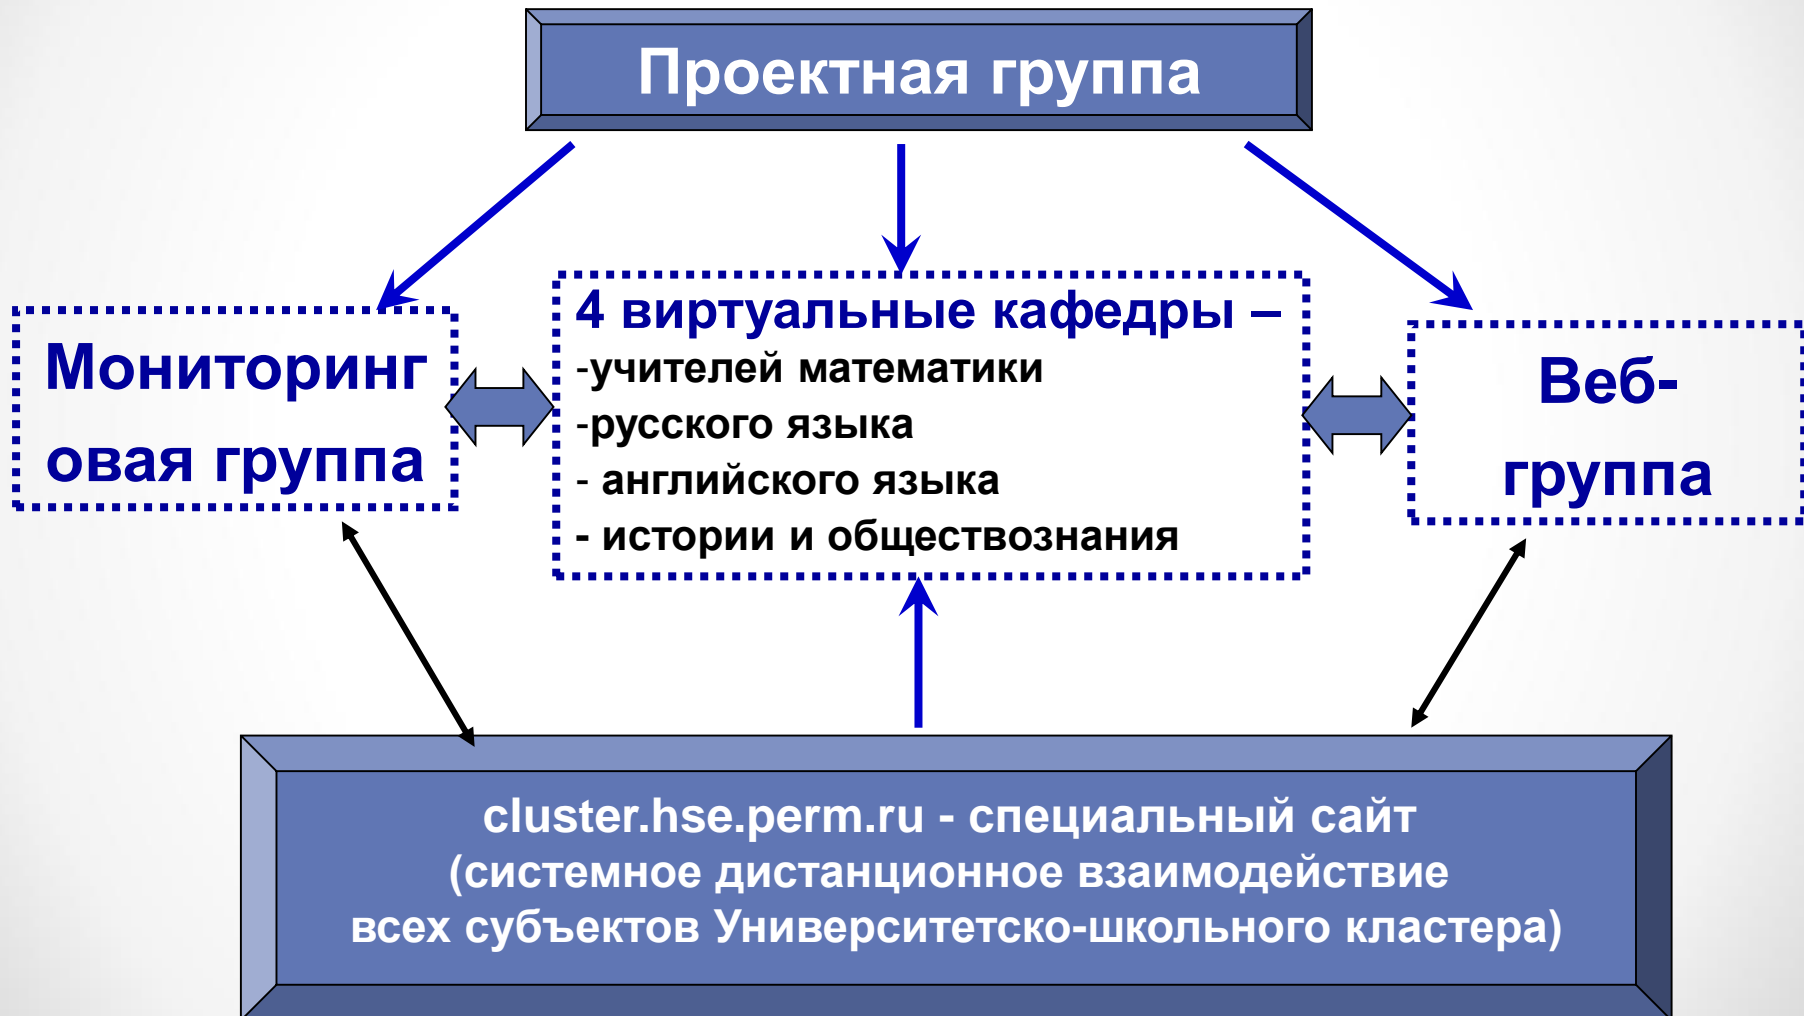 Проектная группа
Мониторинг
овая группа
4 виртуальные кафедры –
-учителей математики
-русского языка
- английского языка
- истории и обществознания
Веб-
группа
cluster.hse.perm.ru - специальный сайт
(системное дистанционное взаимодействие
всех субъектов Университетско-школьного кластера)